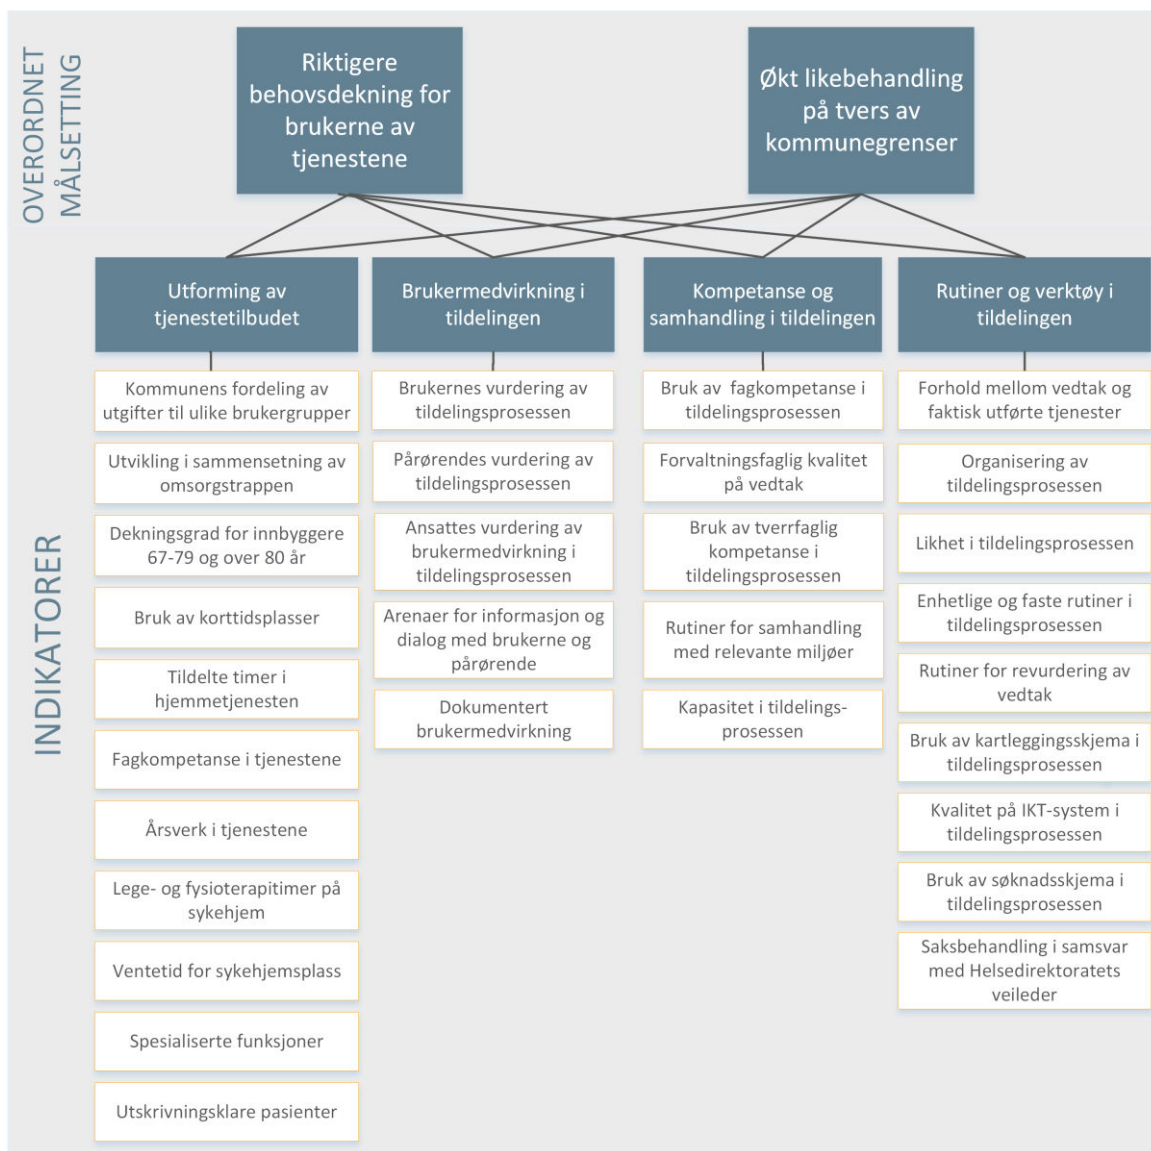 OVERORDNET
MÅLSETTING
Riktigere
behovsdekning for
brukerne av
tjenestene
Økt likebehandling
på tvers av
kommunegrenser
INDIKATORER
Utforming av
tjenestetilbudet
Kommunens fordeling av
utgifter til ulike brukergrupper
Utvikling i sammensetning av
omsorgstrappen
Dekningsgrad for innbyggere
67-79 og over 80 år
Bruk av korttidsplasser
Tildelte timer i
hjemmetjenesten
Fagkompetanse i tjenestene
Årsverk i tjenestene
Lege- og fysioterapitimer på
sykehjem
Ventetid for sykehjemsplass
Spesialiserte funksjoner
Utskrivningsklare pasienter
Brukermedvirkning i
tildelingen
Brukernes vurdering av
tildelingsprosessen
Pårørendes vurdering av
tildelingsprosessen
Ansattes vurdering av
brukermedvirkning i
tildelingsprosessen
Arenaer for informasjon og
dialog med brukerne og
pårørende
Dokumentert
brukermedvirkning
Kompetanse og
samhandling i tildelingen
Bruk av fagkompetanse i
tildelingsprosessen
Forvaltningsfaglig kvalitet
på vedtak
Bruk av tverrfaglig
kompetanse i
tildelingsprosessen
Rutiner for samhandling
med relevante miljøer
Kapasitet i tildelings-
prosessen
Rutiner og verktøy i
tildelingen
Forhold mellom vedtak og
faktisk utførte tjenester
Organisering av
tildelingsprosessen
Likhet i tildelingsprosessen
Enhetlige og faste rutiner i
tildelingsprosessen
Rutiner for revurdering av
vedtak
Bruk av kartleggingsskjema i
tildelingsprosessen
Kvalitet på IKT-system i
tildelingsprosessen
Bruk av søknadsskjema i
tildelingsprosessen
Saksbehandling i samsvar
med Helsedirektoratets
veileder